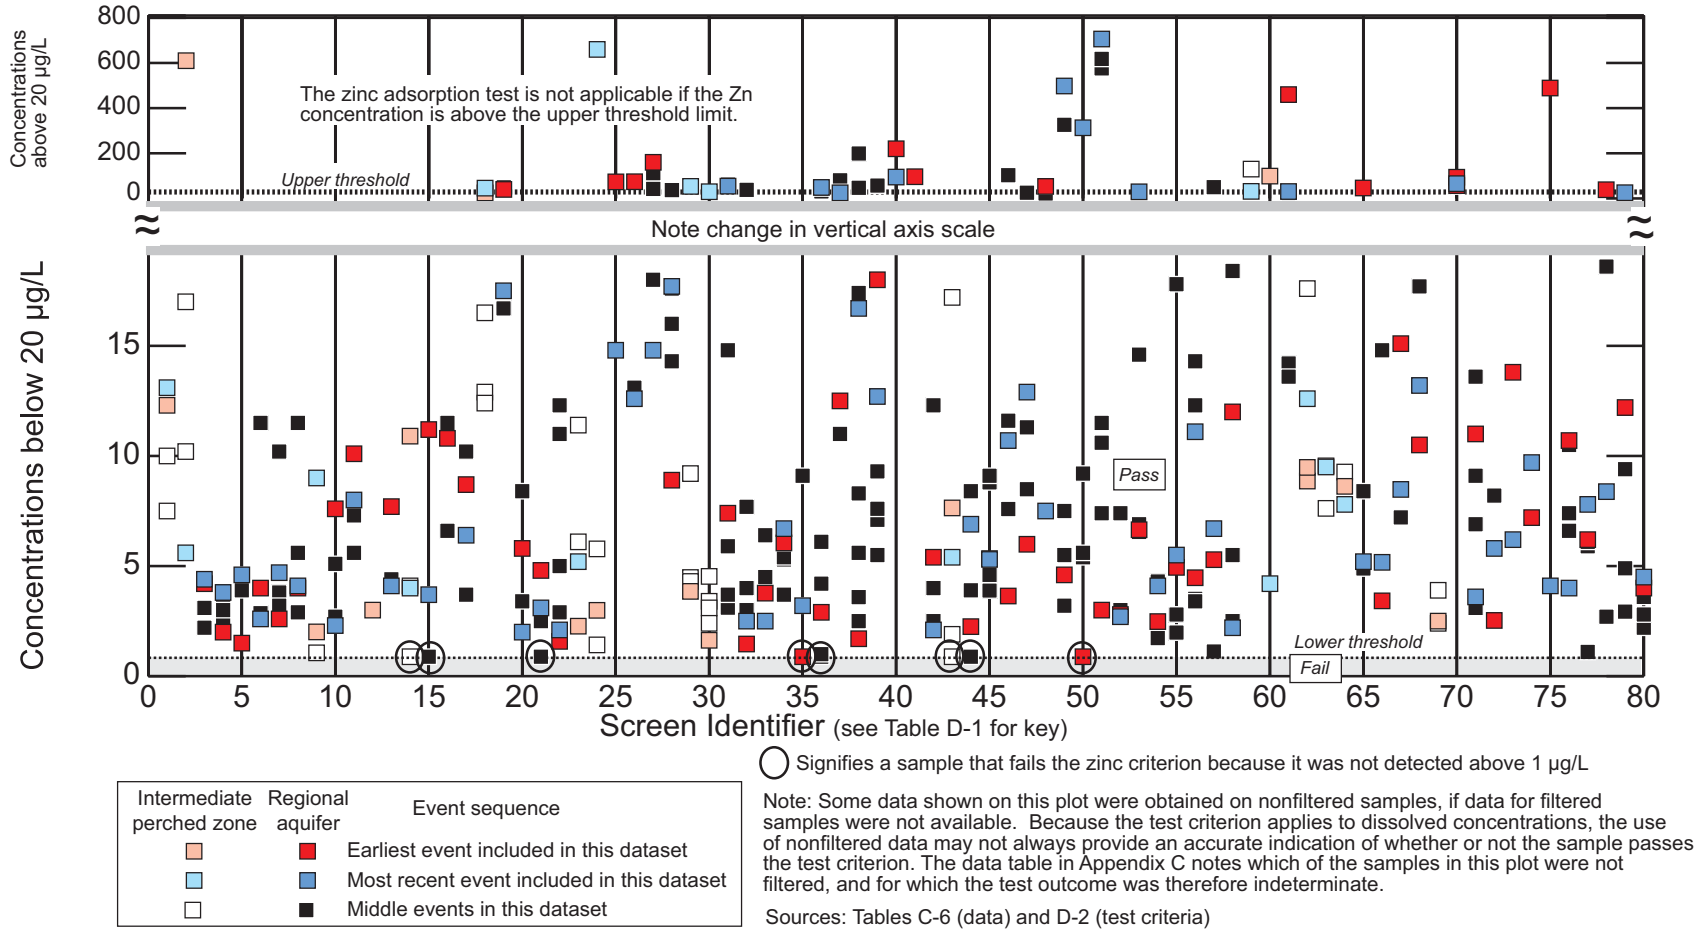 Concentrations
above 20 µg/L
800
600
400
200
0
The zinc adsorption test is not applicable if the Zn
concentration is above the upper threshold limit.
Upper threshold
≈
≈
Note change in vertical axis scale
Concentrations below 20 µg/L
15
10
5
0
Pass
Lower threshold
Fail
0 5 10 15 20 25 30 35 40 45 50 55 60 65 70 75 80
Screen Identifier (see Table D-1 for key)
Signifies a sample that fails the zinc criterion because it was not detected above 1 µg/L
Intermediate
perched zone
Regional
aquifer
Event sequence
Earliest event included in this dataset
Most recent event included in this dataset
Middle events in this dataset
Note: Some data shown on this plot were obtained on nonfiltered samples, if data for filtered
samples were not available. Because the test criterion applies to dissolved concentrations, the use
of nonfiltered data may not always provide an accurate indication of whether or not the sample passes
the test criterion. The data table in Appendix C notes which of the samples in this plot were not
filtered, and for which the test outcome was therefore indeterminate.
Sources: Tables C-6 (data) and D-2 (test criteria)